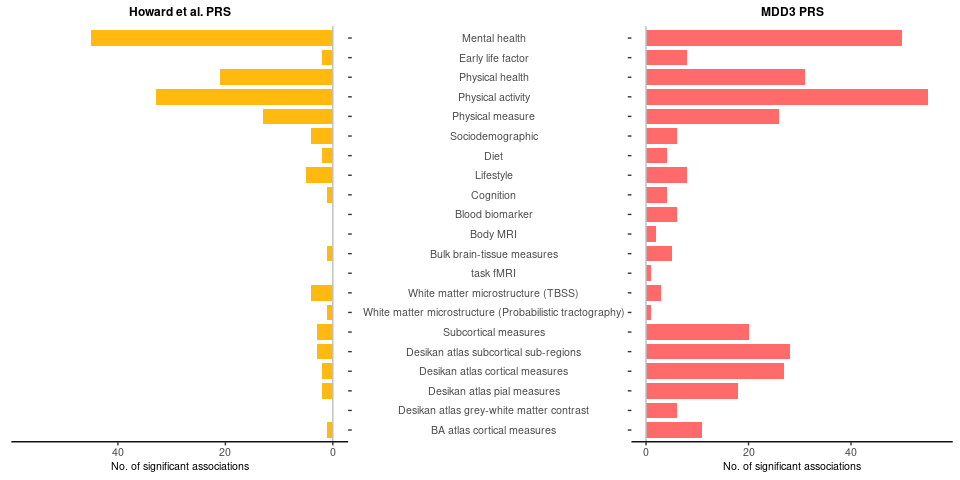 Howard et al. PRS
MDD3 PRS
Mental health
Early life factor
Physical health
Physical activity
Physical measure
Sociodemographic
Diet
Lifestyle
Cognition
Blood biomarker
Body MRI
Bulk brain-tissue measures
task fMRI
White matter microstructure (TBSS)
White matter microstructure (Probabilistic tractography)
Subcortical measures
Desikan atlas subcortical sub-regions
Desikan atlas cortical measures
Desikan atlas pial measures
Desikan atlas grey-white matter contrast
BA atlas cortical measures
40 20 0
0 20 40
No. of significant associations
No. of significant associations